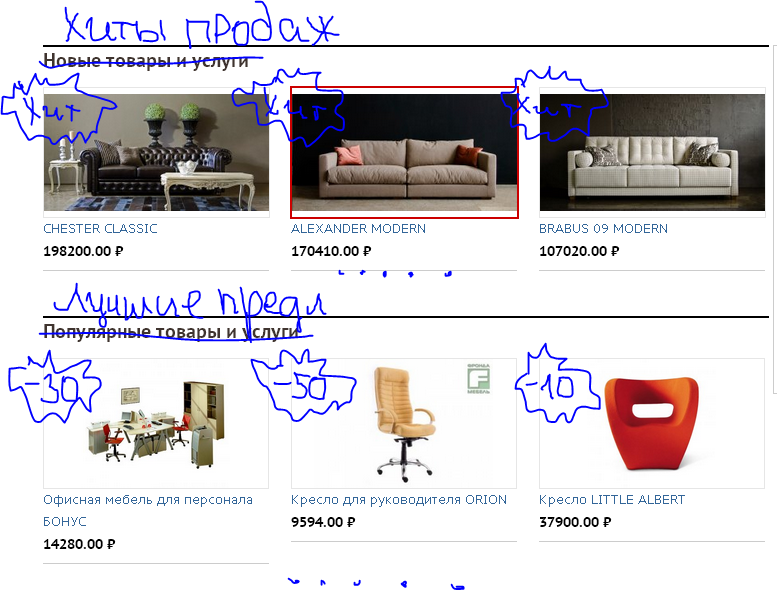 Хиты продаж
Новые товары и услуги
Хит
Хит
Хит
CHESTER CLASSIC
198200.00 ₽
ALEXANDER MODERN
170410.00 ₽
BRABUS 09 MODERN
107020.00 ₽
Лучшие предл
Популярные товары и услуги
-30
-50
-10
ФРОНДА
МЕБЕЛЬ
Офисная мебель для персонала
БОНУС
14280.00 ₽
Кресло для руководителя ORION
9594.00 ₽
Кресло LITTLE ALBERT
37900.00 ₽